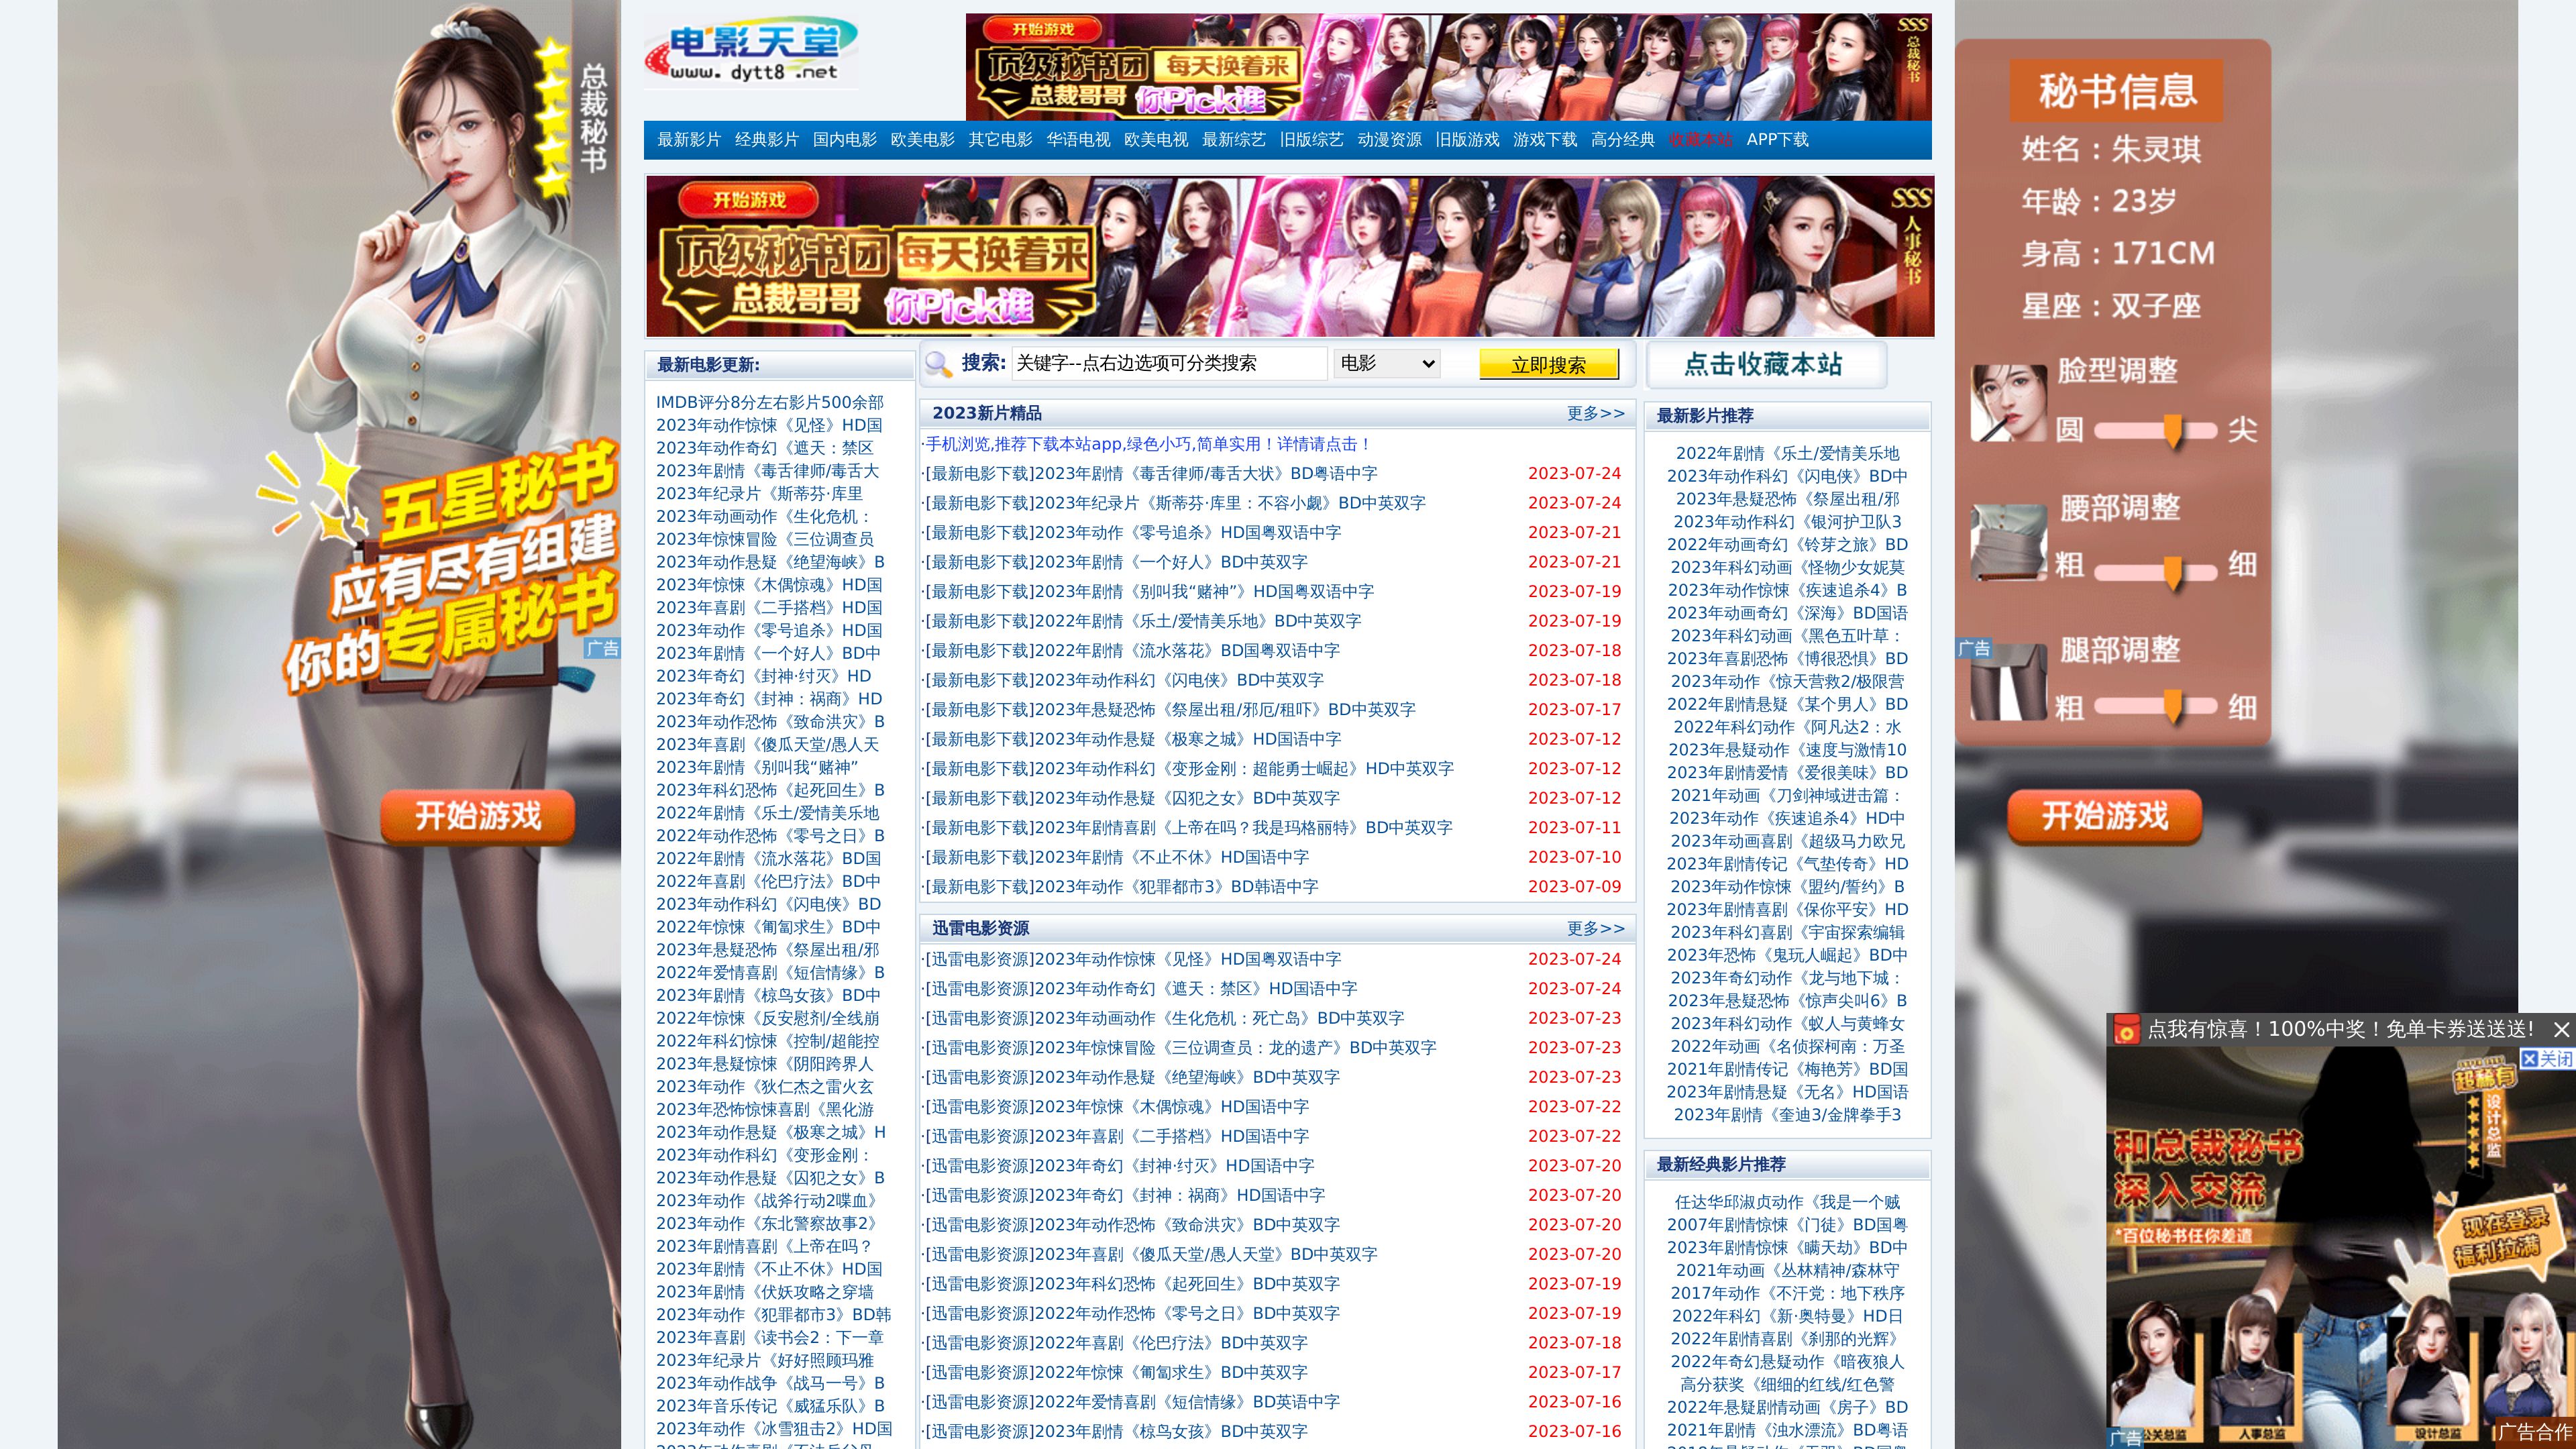 总裁秘书
五星秘书
应有尽有组建
你的专属秘书
广告
开始游戏
电影天堂
www.dytt8.net
开始游戏
顶级秘书团 每天换着来
总裁哥哥 你Pick谁
SSS
总裁秘书
最新影片 经典影片 国内电影 欧美电影 其它电影 华语电视 欧美电视 最新综艺 旧版综艺 动漫资源 旧版游戏 游戏下载 高分经典 收藏本站 APP下载
开始游戏
顶级秘书团 每天换着来
总裁哥哥 你Pick谁
SSS
人事秘书
最新电影更新:
IMDB评分8分左右影片500余部
2023年动作惊悚《见怪》HD国
2023年动作奇幻《遮天：禁区
2023年剧情《毒舌律师/毒舌大
2023年纪录片《斯蒂芬·库里
2023年动画动作《生化危机：
2023年惊悚冒险《三位调查员
2023年动作悬疑《绝望海峡》B
2023年惊悚《木偶惊魂》HD国
2023年喜剧《二手搭档》HD国
2023年动作《零号追杀》HD国
2023年剧情《一个好人》BD中
2023年奇幻《封神·纣灭》HD
2023年奇幻《封神：祸商》HD
2023年动作恐怖《致命洪灾》B
2023年喜剧《傻瓜天堂/愚人天
2023年剧情《别叫我“赌神”
2023年科幻恐怖《起死回生》B
2022年剧情《乐土/爱情美乐地
2022年动作恐怖《零号之日》B
2022年剧情《流水落花》BD国
2022年喜剧《伦巴疗法》BD中
2023年动作科幻《闪电侠》BD
2022年惊悚《匍匐求生》BD中
2023年悬疑恐怖《祭屋出租/邪
2022年爱情喜剧《短信情缘》B
2023年剧情《椋鸟女孩》BD中
2022年惊悚《反安慰剂/全线崩
2022年科幻惊悚《控制/超能控
2023年悬疑惊悚《阴阳跨界人
2023年动作《狄仁杰之雷火玄
2023年恐怖惊悚喜剧《黑化游
2023年动作悬疑《极寒之城》H
2023年动作科幻《变形金刚：
2023年动作悬疑《囚犯之女》B
2023年动作《战斧行动2喋血》
2023年动作《东北警察故事2》
2023年剧情喜剧《上帝在吗？
2023年剧情《不止不休》HD国
2023年剧情《伏妖攻略之穿墙
2023年动作《犯罪都市3》BD韩
2023年喜剧《读书会2：下一章
2023年纪录片《好好照顾玛雅
2023年动作战争《战马一号》B
2023年音乐传记《威猛乐队》B
2023年动作《冰雪狙击2》HD国
搜索: 关键字--点右边选项可分类搜索 电影 立即搜索
点击收藏本站
2023新片精品 更多>>
·手机浏览,推荐下载本站app,绿色小巧,简单实用！详情请点击！
·[最新电影下载]2023年剧情《毒舌律师/毒舌大状》BD粤语中字 2023-07-24
·[最新电影下载]2023年纪录片《斯蒂芬·库里：不容小觑》BD中英双字 2023-07-24
·[最新电影下载]2023年动作《零号追杀》HD国粤双语中字 2023-07-21
·[最新电影下载]2023年剧情《一个好人》BD中英双字 2023-07-21
·[最新电影下载]2023年剧情《别叫我“赌神”》HD国粤双语中字 2023-07-19
·[最新电影下载]2022年剧情《乐土/爱情美乐地》BD中英双字 2023-07-19
·[最新电影下载]2022年剧情《流水落花》BD国粤双语中字 2023-07-18
·[最新电影下载]2023年动作科幻《闪电侠》BD中英双字 2023-07-18
·[最新电影下载]2023年悬疑恐怖《祭屋出租/邪厄/租吓》BD中英双字 2023-07-17
·[最新电影下载]2023年动作悬疑《极寒之城》HD国语中字 2023-07-12
·[最新电影下载]2023年动作科幻《变形金刚：超能勇士崛起》HD中英双字 2023-07-12
·[最新电影下载]2023年动作悬疑《囚犯之女》BD中英双字 2023-07-12
·[最新电影下载]2023年剧情喜剧《上帝在吗？我是玛格丽特》BD中英双字 2023-07-11
·[最新电影下载]2023年剧情《不止不休》HD国语中字 2023-07-10
·[最新电影下载]2023年动作《犯罪都市3》BD韩语中字 2023-07-09
迅雷电影资源 更多>>
·[迅雷电影资源]2023年动作惊悚《见怪》HD国粤双语中字 2023-07-24
·[迅雷电影资源]2023年动作奇幻《遮天：禁区》HD国语中字 2023-07-24
·[迅雷电影资源]2023年动画动作《生化危机：死亡岛》BD中英双字 2023-07-23
·[迅雷电影资源]2023年惊悚冒险《三位调查员：龙的遗产》BD中英双字 2023-07-23
·[迅雷电影资源]2023年动作悬疑《绝望海峡》BD中英双字 2023-07-23
·[迅雷电影资源]2023年惊悚《木偶惊魂》HD国语中字 2023-07-22
·[迅雷电影资源]2023年喜剧《二手搭档》HD国语中字 2023-07-22
·[迅雷电影资源]2023年奇幻《封神·纣灭》HD国语中字 2023-07-20
·[迅雷电影资源]2023年奇幻《封神：祸商》HD国语中字 2023-07-20
·[迅雷电影资源]2023年动作恐怖《致命洪灾》BD中英双字 2023-07-20
·[迅雷电影资源]2023年喜剧《傻瓜天堂/愚人天堂》BD中英双字 2023-07-20
·[迅雷电影资源]2023年科幻恐怖《起死回生》BD中英双字 2023-07-19
·[迅雷电影资源]2022年动作恐怖《零号之日》BD中英双字 2023-07-19
·[迅雷电影资源]2022年喜剧《伦巴疗法》BD中英双字 2023-07-18
·[迅雷电影资源]2022年惊悚《匍匐求生》BD中英双字 2023-07-17
·[迅雷电影资源]2022年爱情喜剧《短信情缘》BD英语中字 2023-07-16
·[迅雷电影资源]2023年剧情《椋鸟女孩》BD中英双字 2023-07-16
最新影片推荐
2022年剧情《乐土/爱情美乐地
2023年动作科幻《闪电侠》BD中
2023年悬疑恐怖《祭屋出租/邪
2023年动作科幻《银河护卫队3
2022年动画奇幻《铃芽之旅》BD
2023年科幻动画《怪物少女妮莫
2023年动作惊悚《疾速追杀4》B
2023年动画奇幻《深海》BD国语
2023年科幻动画《黑色五叶草：
2023年喜剧恐怖《博很恐惧》BD
2023年动作《惊天营救2/极限营
2022年剧情悬疑《某个男人》BD
2022年科幻动作《阿凡达2：水
2023年悬疑动作《速度与激情10
2023年剧情爱情《爱很美味》BD
2021年动画《刀剑神域进击篇：
2023年动作《疾速追杀4》HD中
2023年动画喜剧《超级马力欧兄
2023年剧情传记《气垫传奇》HD
2023年动作惊悚《盟约/誓约》B
2023年剧情喜剧《保你平安》HD
2023年科幻喜剧《宇宙探索编辑
2023年恐怖《鬼玩人崛起》BD中
2023年奇幻动作《龙与地下城：
2023年悬疑恐怖《惊声尖叫6》B
2023年科幻动作《蚁人与黄蜂女
2022年动画《名侦探柯南：万圣
2021年剧情传记《梅艳芳》BD国
2023年剧情悬疑《无名》HD国语
2023年剧情《奎迪3/金牌拳手3
最新经典影片推荐
任达华邱淑贞动作《我是一个贼
2007年剧情惊悚《门徒》BD国粤
2023年剧情惊悚《瞒天劫》BD中
2021年动画《丛林精神/森林守
2017年动作《不汗党：地下秩序
2022年科幻《新·奥特曼》HD日
2022年剧情喜剧《刹那的光辉》
2022年奇幻悬疑动作《暗夜狼人
高分获奖《细细的红线/红色警
2022年悬疑剧情动画《房子》BD
2021年剧情《浊水漂流》BD粤语
秘书信息
姓名：朱灵琪
年龄：23岁
身高：171CM
星座：双子座
脸型调整
圆 尖
腰部调整
粗 细
广告
腿部调整
粗 细
开始游戏
点我有惊喜！100%中奖！免单卡券送送送!
关闭
超稀有
设计总监
和总裁秘书
深入交流
*百位秘书任你差遣
现在登录
福利拉满
公关总监 人事总监 设计总监
广告
广告合作